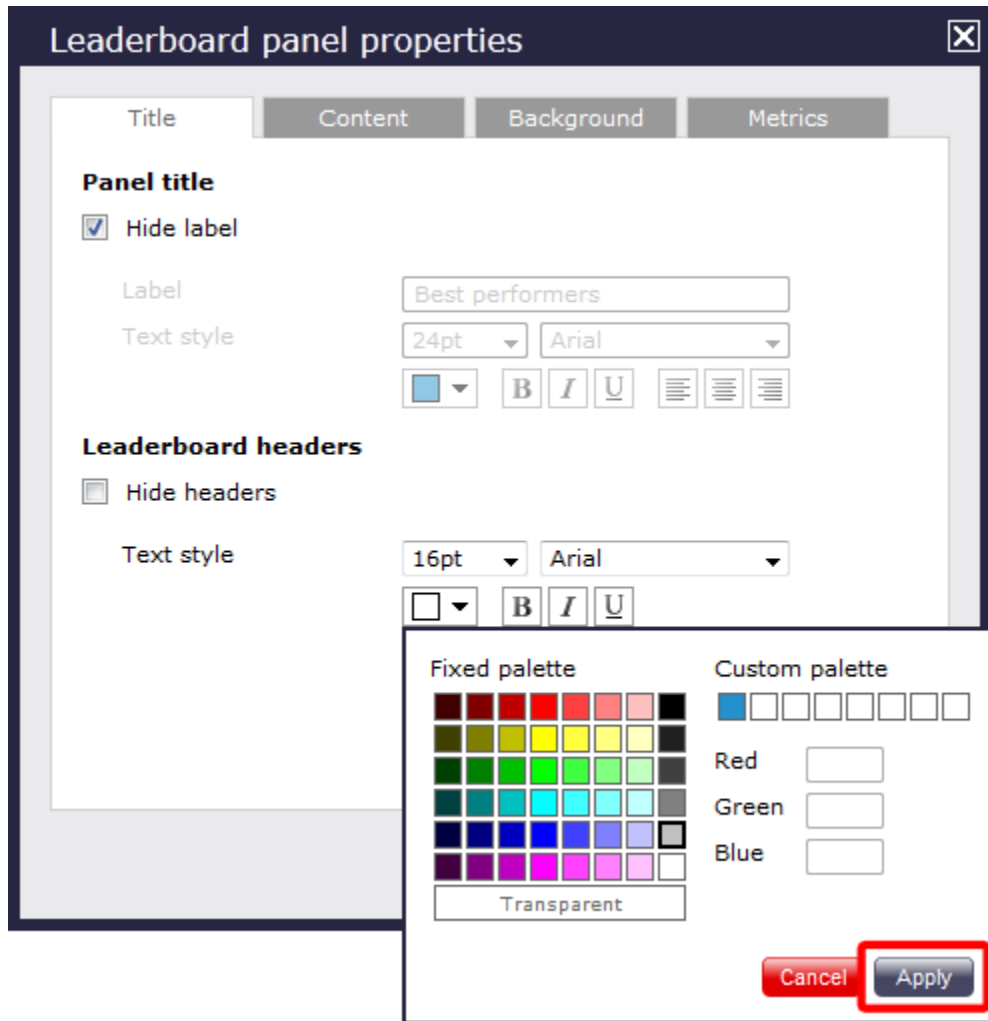 Leaderboard panel properties
Title Content Background Metrics
Panel title
Hide label
Label Best performers
Text style 24pt Arial
B I U
Leaderboard headers
Hide headers
Text style 16pt Arial
B I U
Fixed palette Custom palette
Red
Green
Blue
Transparent
Cancel Apply